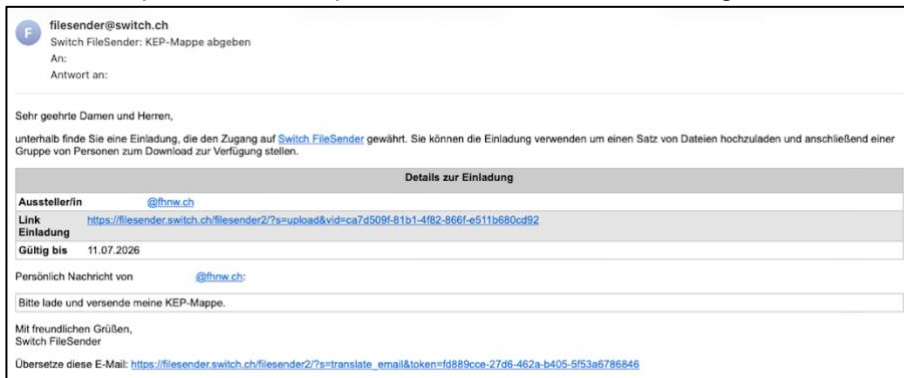 F
filesender@switch.ch
Switch FileSender: KEP-Mappe abgeben
An:
Antwort an:
Sehr geehrte Damen und Herren,
unterhalb finde Sie eine Einladung, die den Zugang auf Switch FileSender gewährt. Sie können die Einladung verwenden um einen Satz von Dateien hochzuladen und anschließend einer
Gruppe von Personen zum Download zur Verfügung stellen.
Details zur Einladung
Aussteller/in @fhnw.ch
Link Einladung https://filesender.switch.ch/filesender2/?s=upload&vid=ca7d509f-81b1-4f82-866f-e511b680cd92
Gültig bis 11.07.2026
Persönlich Nachricht von @fhnw.ch:
Bitte lade und versende meine KEP-Mappe.
Mit freundlichen Grüßen,
Switch FileSender
Übersetze diese E-Mail: https://filesender.switch.ch/filesender2/?s=translate_email&token=fd889cce-27d6-462a-b405-5f53a6786846